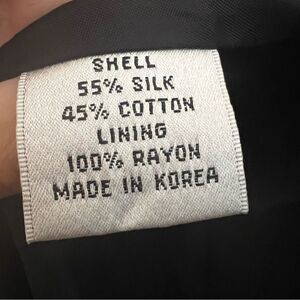 SHELL
55% SILK
45% COTTON
LINING
100% RAYON
MADE IN KOREA